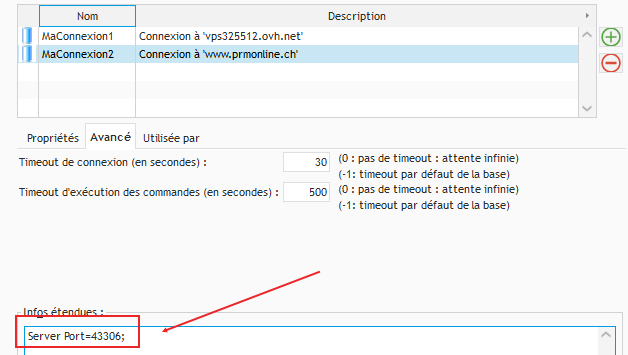 Nom Description
MaConnexion1 Connexion à 'vps325512.ovh.net'
MaConnexion2 Connexion à 'www.prmonline.ch'
Propriétés Avancé Utilisée par
Timeout de connexion (en secondes) : 30 (0 : pas de timeout : attente infinie)
(-1: timeout par défaut de la base)
Timeout d'exécution des commandes (en secondes) : 500 (0 : pas de timeout : attente infinie)
(-1: timeout par défaut de la base)
Infos étendues :
Server Port=43306;